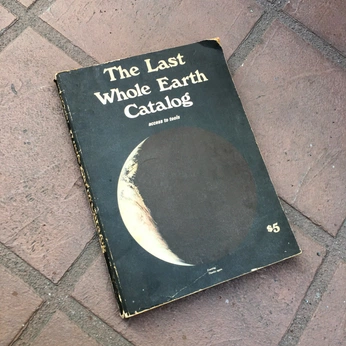 The Last
Whole Earth
Catalog
access to tools
$5